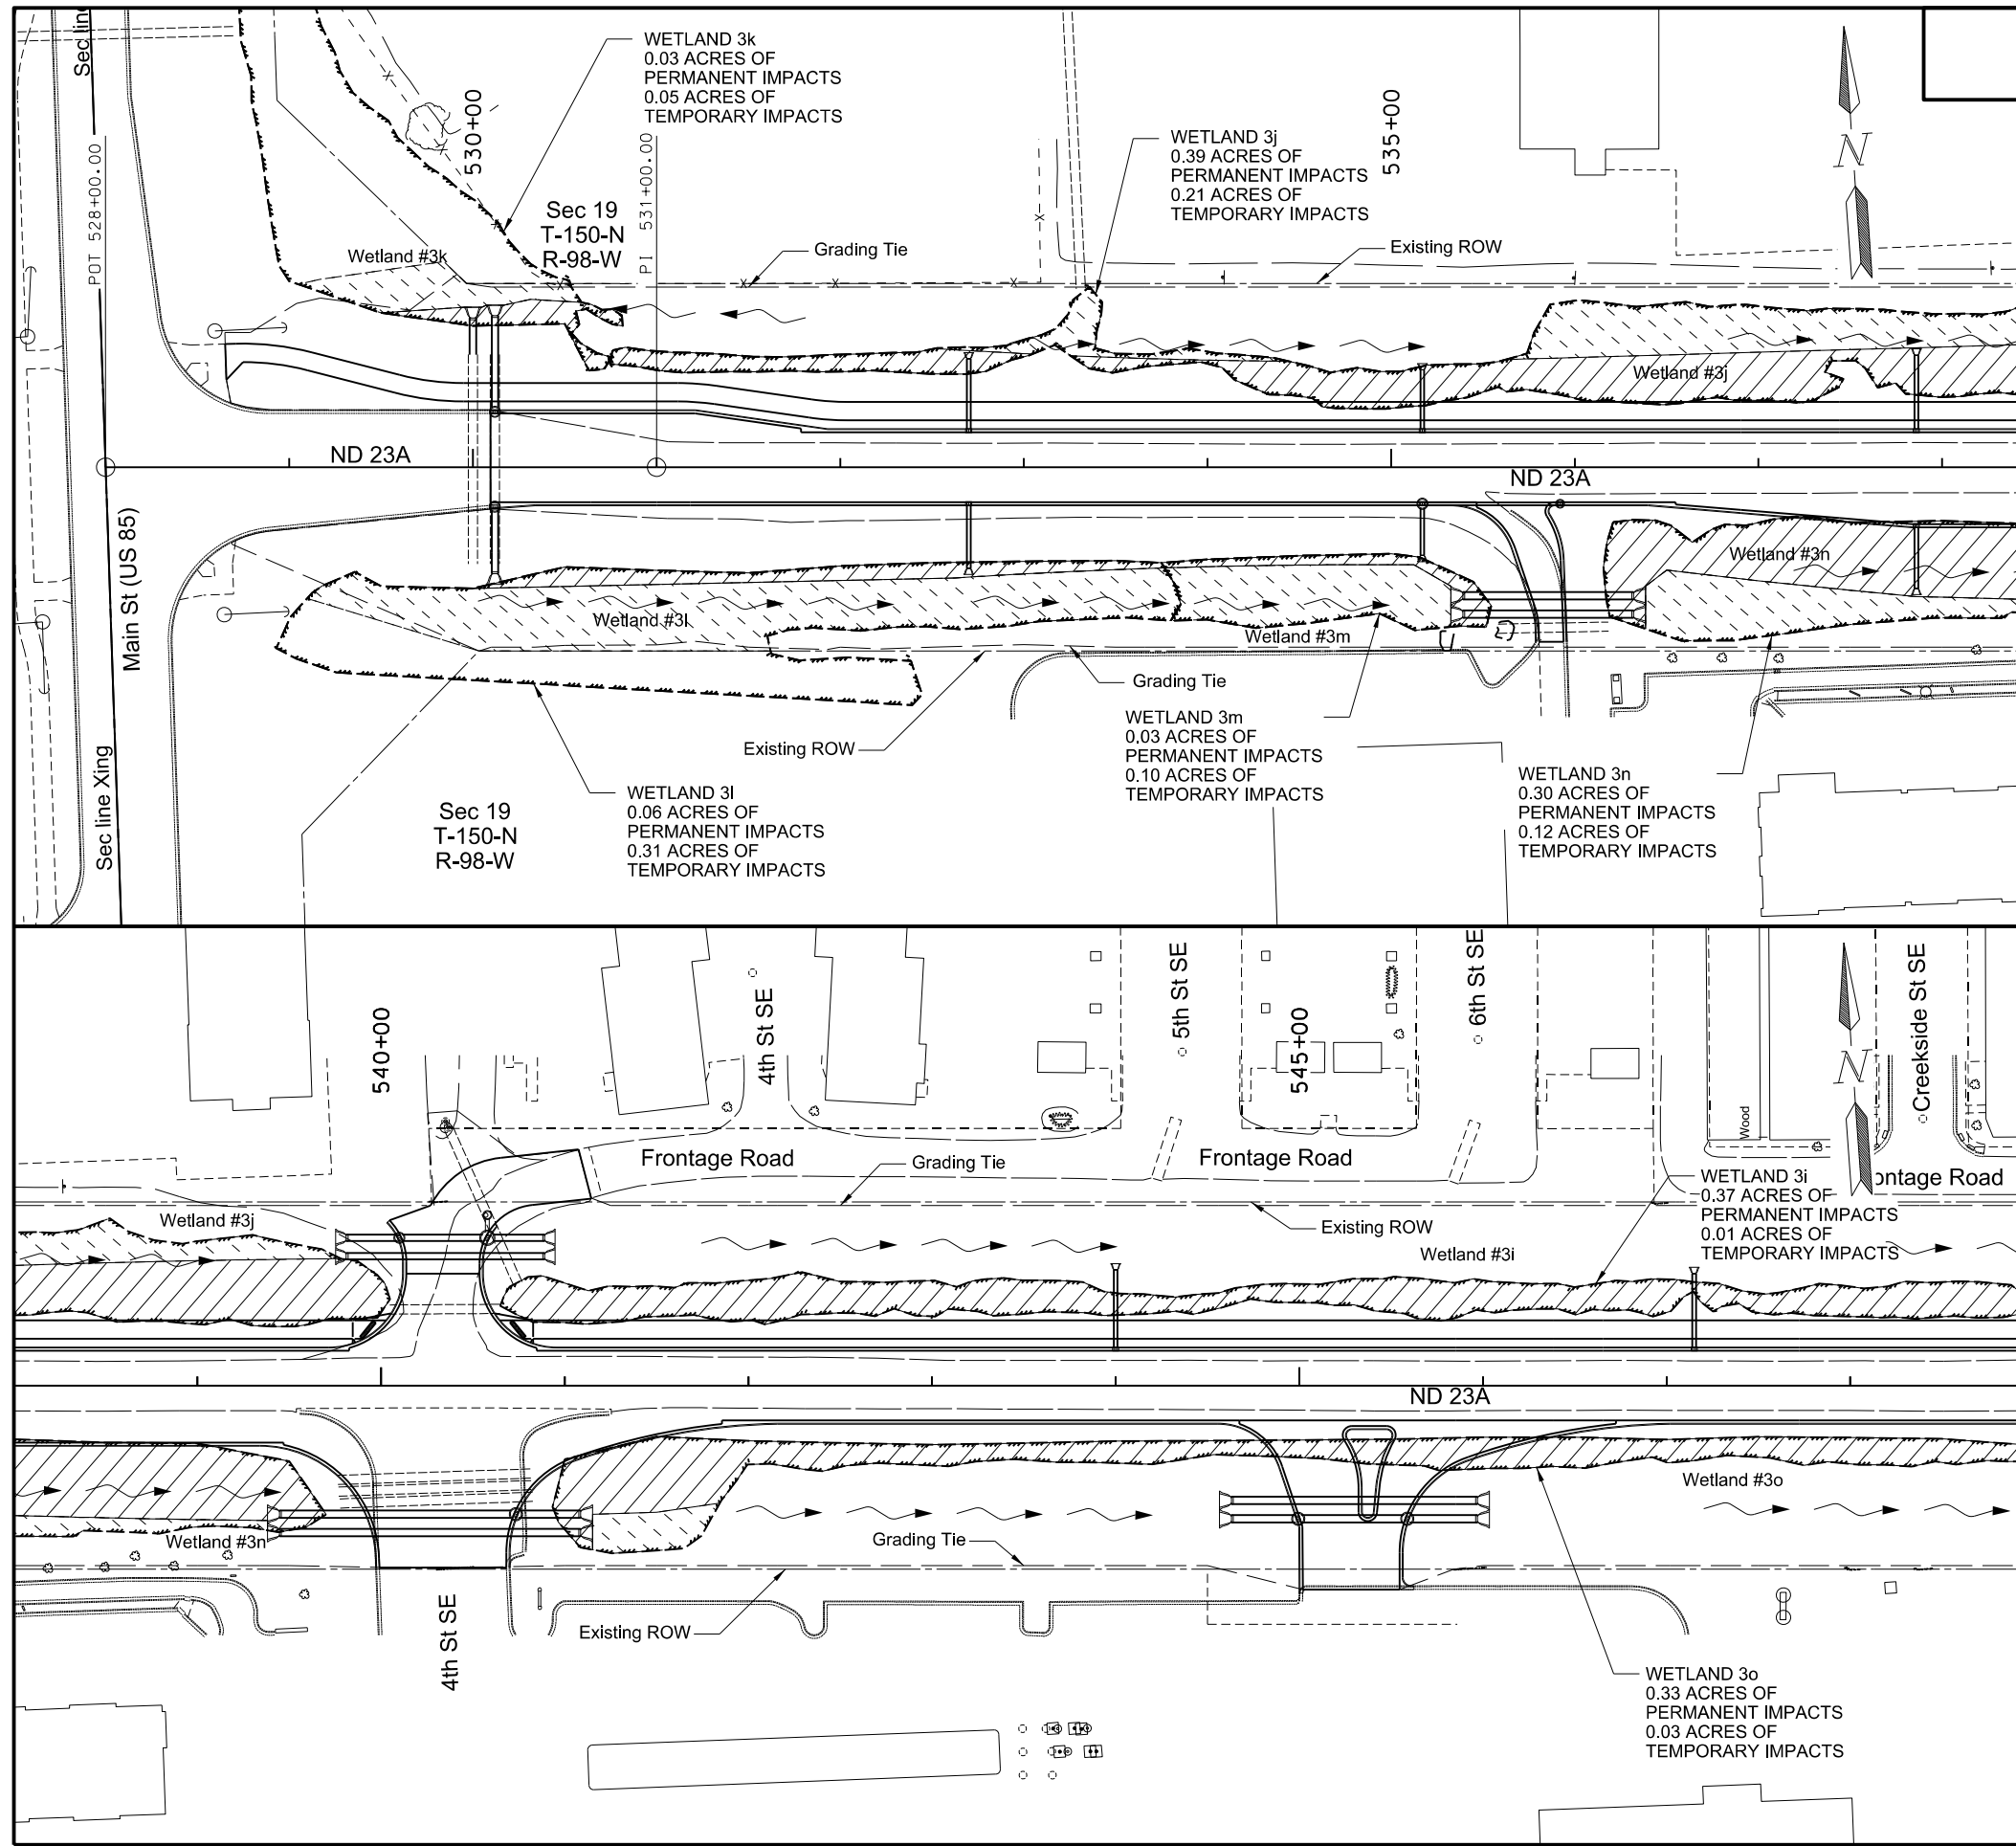 Sec line
WETLAND 3k
0.03 ACRES OF
PERMANENT IMPACTS
0.05 ACRES OF
TEMPORARY IMPACTS
530+00
POT 528+00.00
PI 531+00.00
Sec 19
T-150-N
R-98-W
Wetland #3k
Grading Tie
WETLAND 3j
0.39 ACRES OF
PERMANENT IMPACTS
0.21 ACRES OF
TEMPORARY IMPACTS
535+00
Existing ROW
N
Wetland #3j
ND 23A
ND 23A
Main St (US 85)
Sec line Xing
Wetland #3l
Wetland #3m
Wetland #3n
Grading Tie
Existing ROW
WETLAND 3l
0.06 ACRES OF
PERMANENT IMPACTS
0.31 ACRES OF
TEMPORARY IMPACTS
Sec 19
T-150-N
R-98-W
WETLAND 3m
0,03 ACRES OF
PERMANENT IMPACTS
0.10 ACRES OF
TEMPORARY IMPACTS
WETLAND 3n
0.30 ACRES OF
PERMANENT IMPACTS
0.12 ACRES OF
TEMPORARY IMPACTS
540+00
4th St SE
5th St SE
545+00
6th St SE
Creekside St SE
N
Wood
Frontage Road
Grading Tie
Frontage Road
ontage Road
Existing ROW
WETLAND 3i
0.37 ACRES OF
PERMANENT IMPACTS
0.01 ACRES OF
TEMPORARY IMPACTS
Wetland #3j
Wetland #3i
ND 23A
Wetland #3o
Wetland #3n
Grading Tie
4th St SE
Existing ROW
WETLAND 3o
0.33 ACRES OF
PERMANENT IMPACTS
0.03 ACRES OF
TEMPORARY IMPACTS